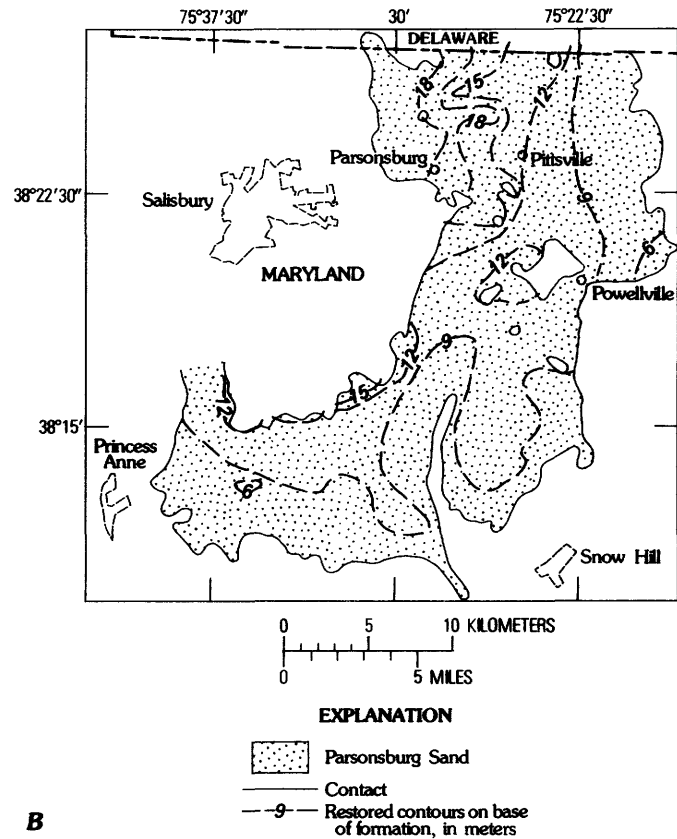 75°37'30" 30' 75°22'30"
DELAWARE
18
15
12
18
Parsonsburg
Pittsville
38°22'30"
Salisbury
9
6
MARYLAND
12
Powellville
9
12
15
12
38°15'
Princess
Anne
6
Snow Hill
0 5 10 KILOMETERS
0 5 MILES
EXPLANATION
Parsonsburg Sand
Contact
9 Restored contours on base
of formation, in meters
B